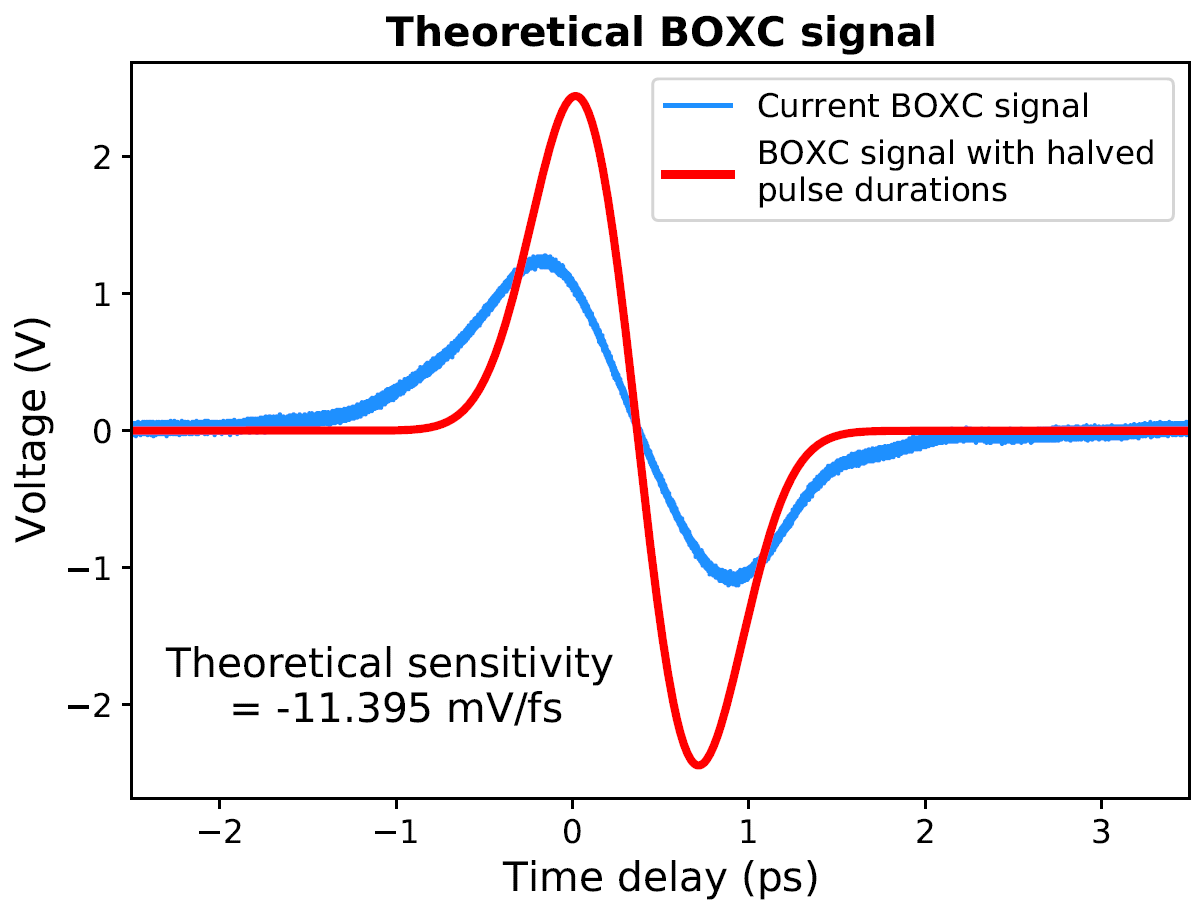 Theoretical BOXC signal
Current BOXC signal
BOXC signal with halved
pulse durations
2
1
0
−1
−2
Voltage (V)
Theoretical sensitivity
= -11.395 mV/fs
−2
−1
0
1
2
3
Time delay (ps)